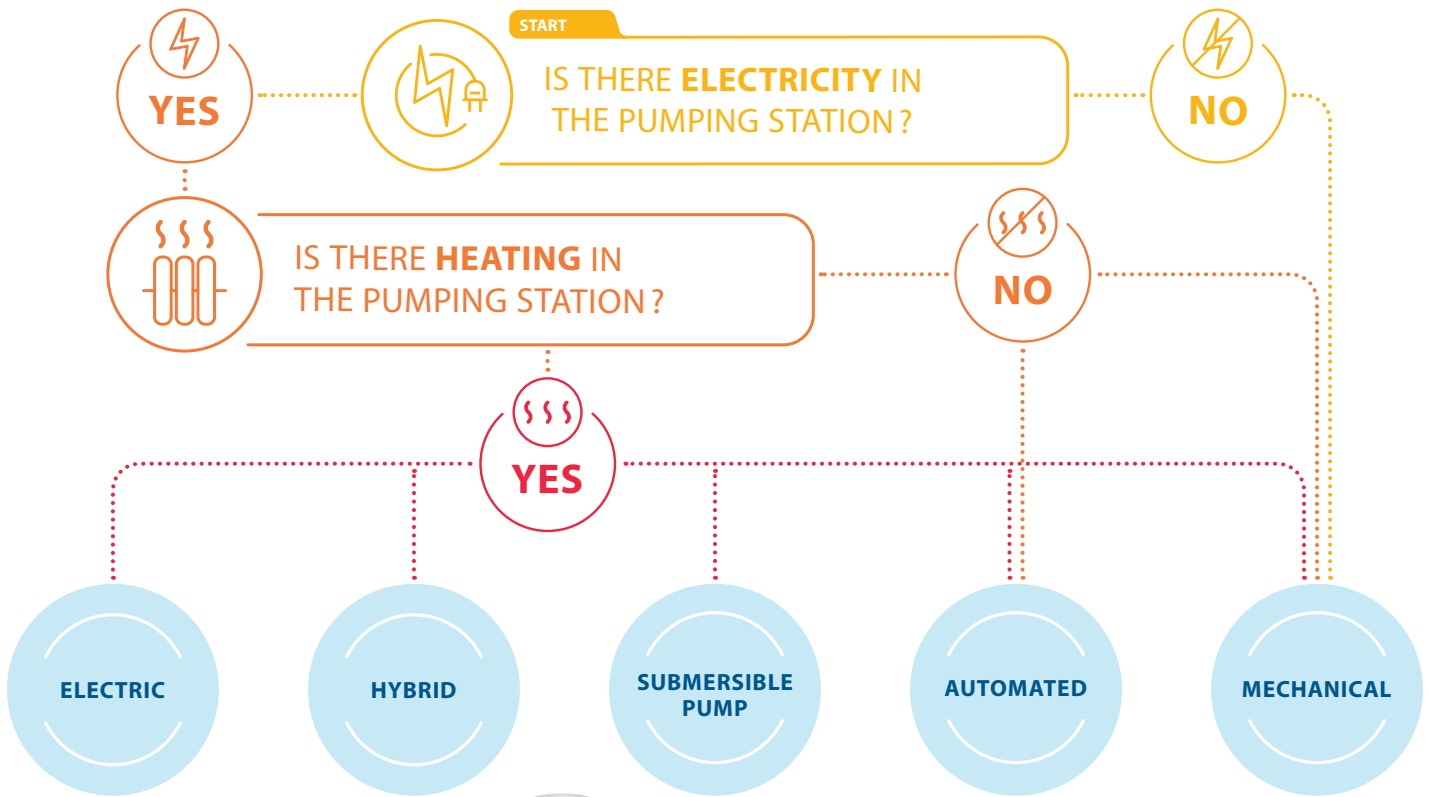 START
YES
IS THERE ELECTRICITY IN
THE PUMPING STATION ?
NO
IS THERE HEATING IN
THE PUMPING STATION ?
NO
YES
ELECTRIC
HYBRID
SUBMERSIBLE
PUMP
AUTOMATED
MECHANICAL